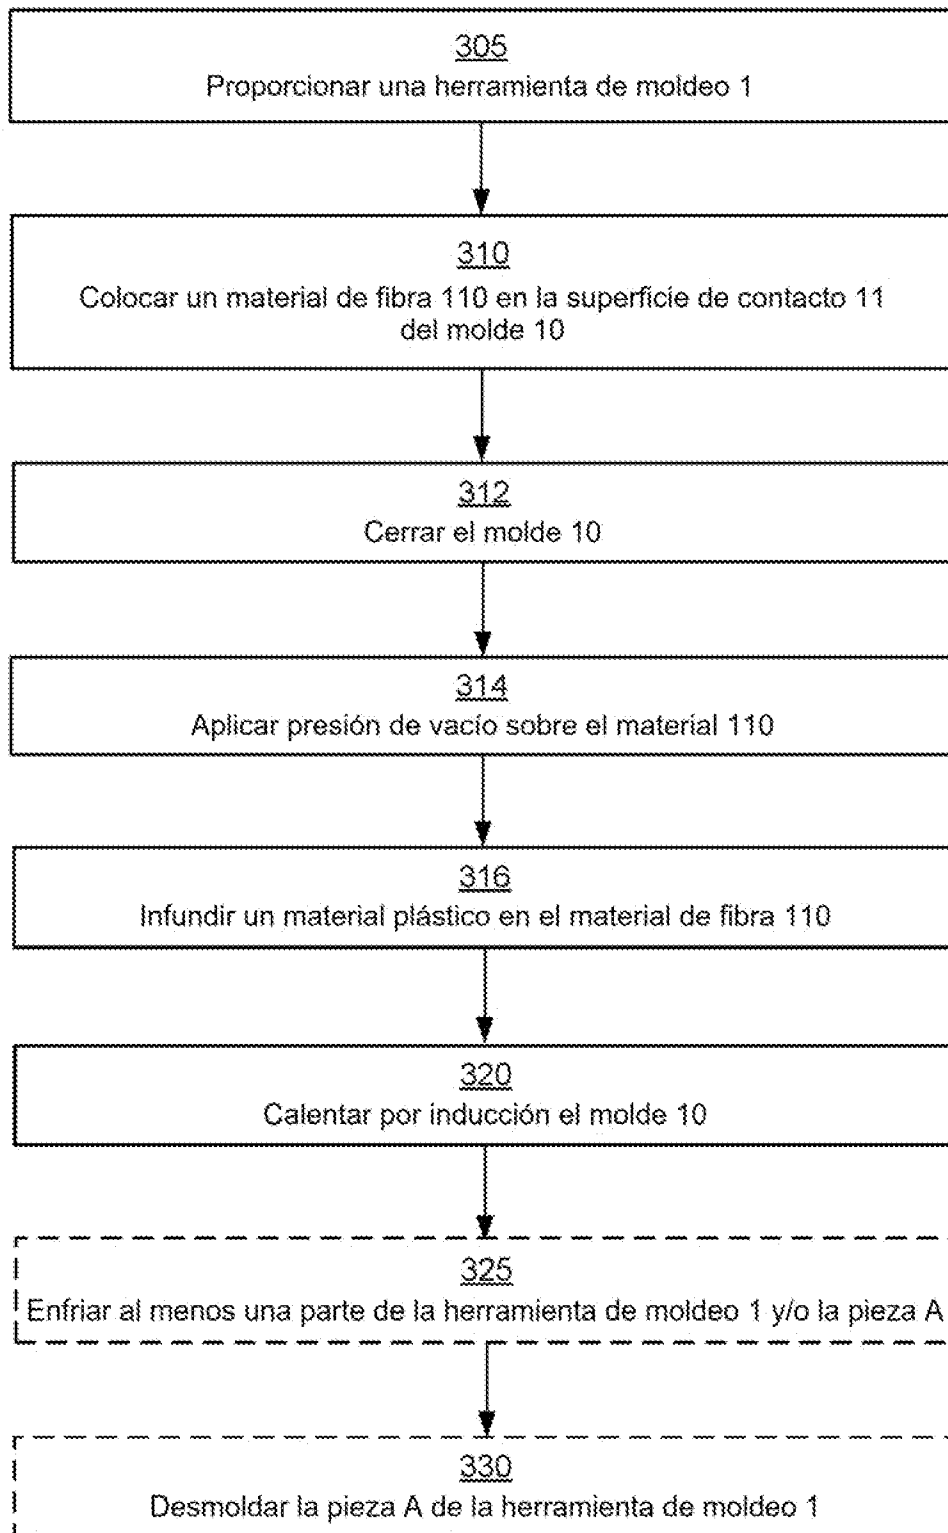 305
Proporcionar una herramienta de moldeo 1
310
Colocar un material de fibra 110 en la superficie de contacto 11
del molde 10
312
Cerrar el molde 10
314
Aplicar presión de vacío sobre el material 110
316
Infundir un material plástico en el material de fibra 110
320
Calentar por inducción el molde 10
325
Enfriar al menos una parte de la herramienta de moldeo 1 y/o la pieza A
330
Desmoldar la pieza A de la herramienta de moldeo 1